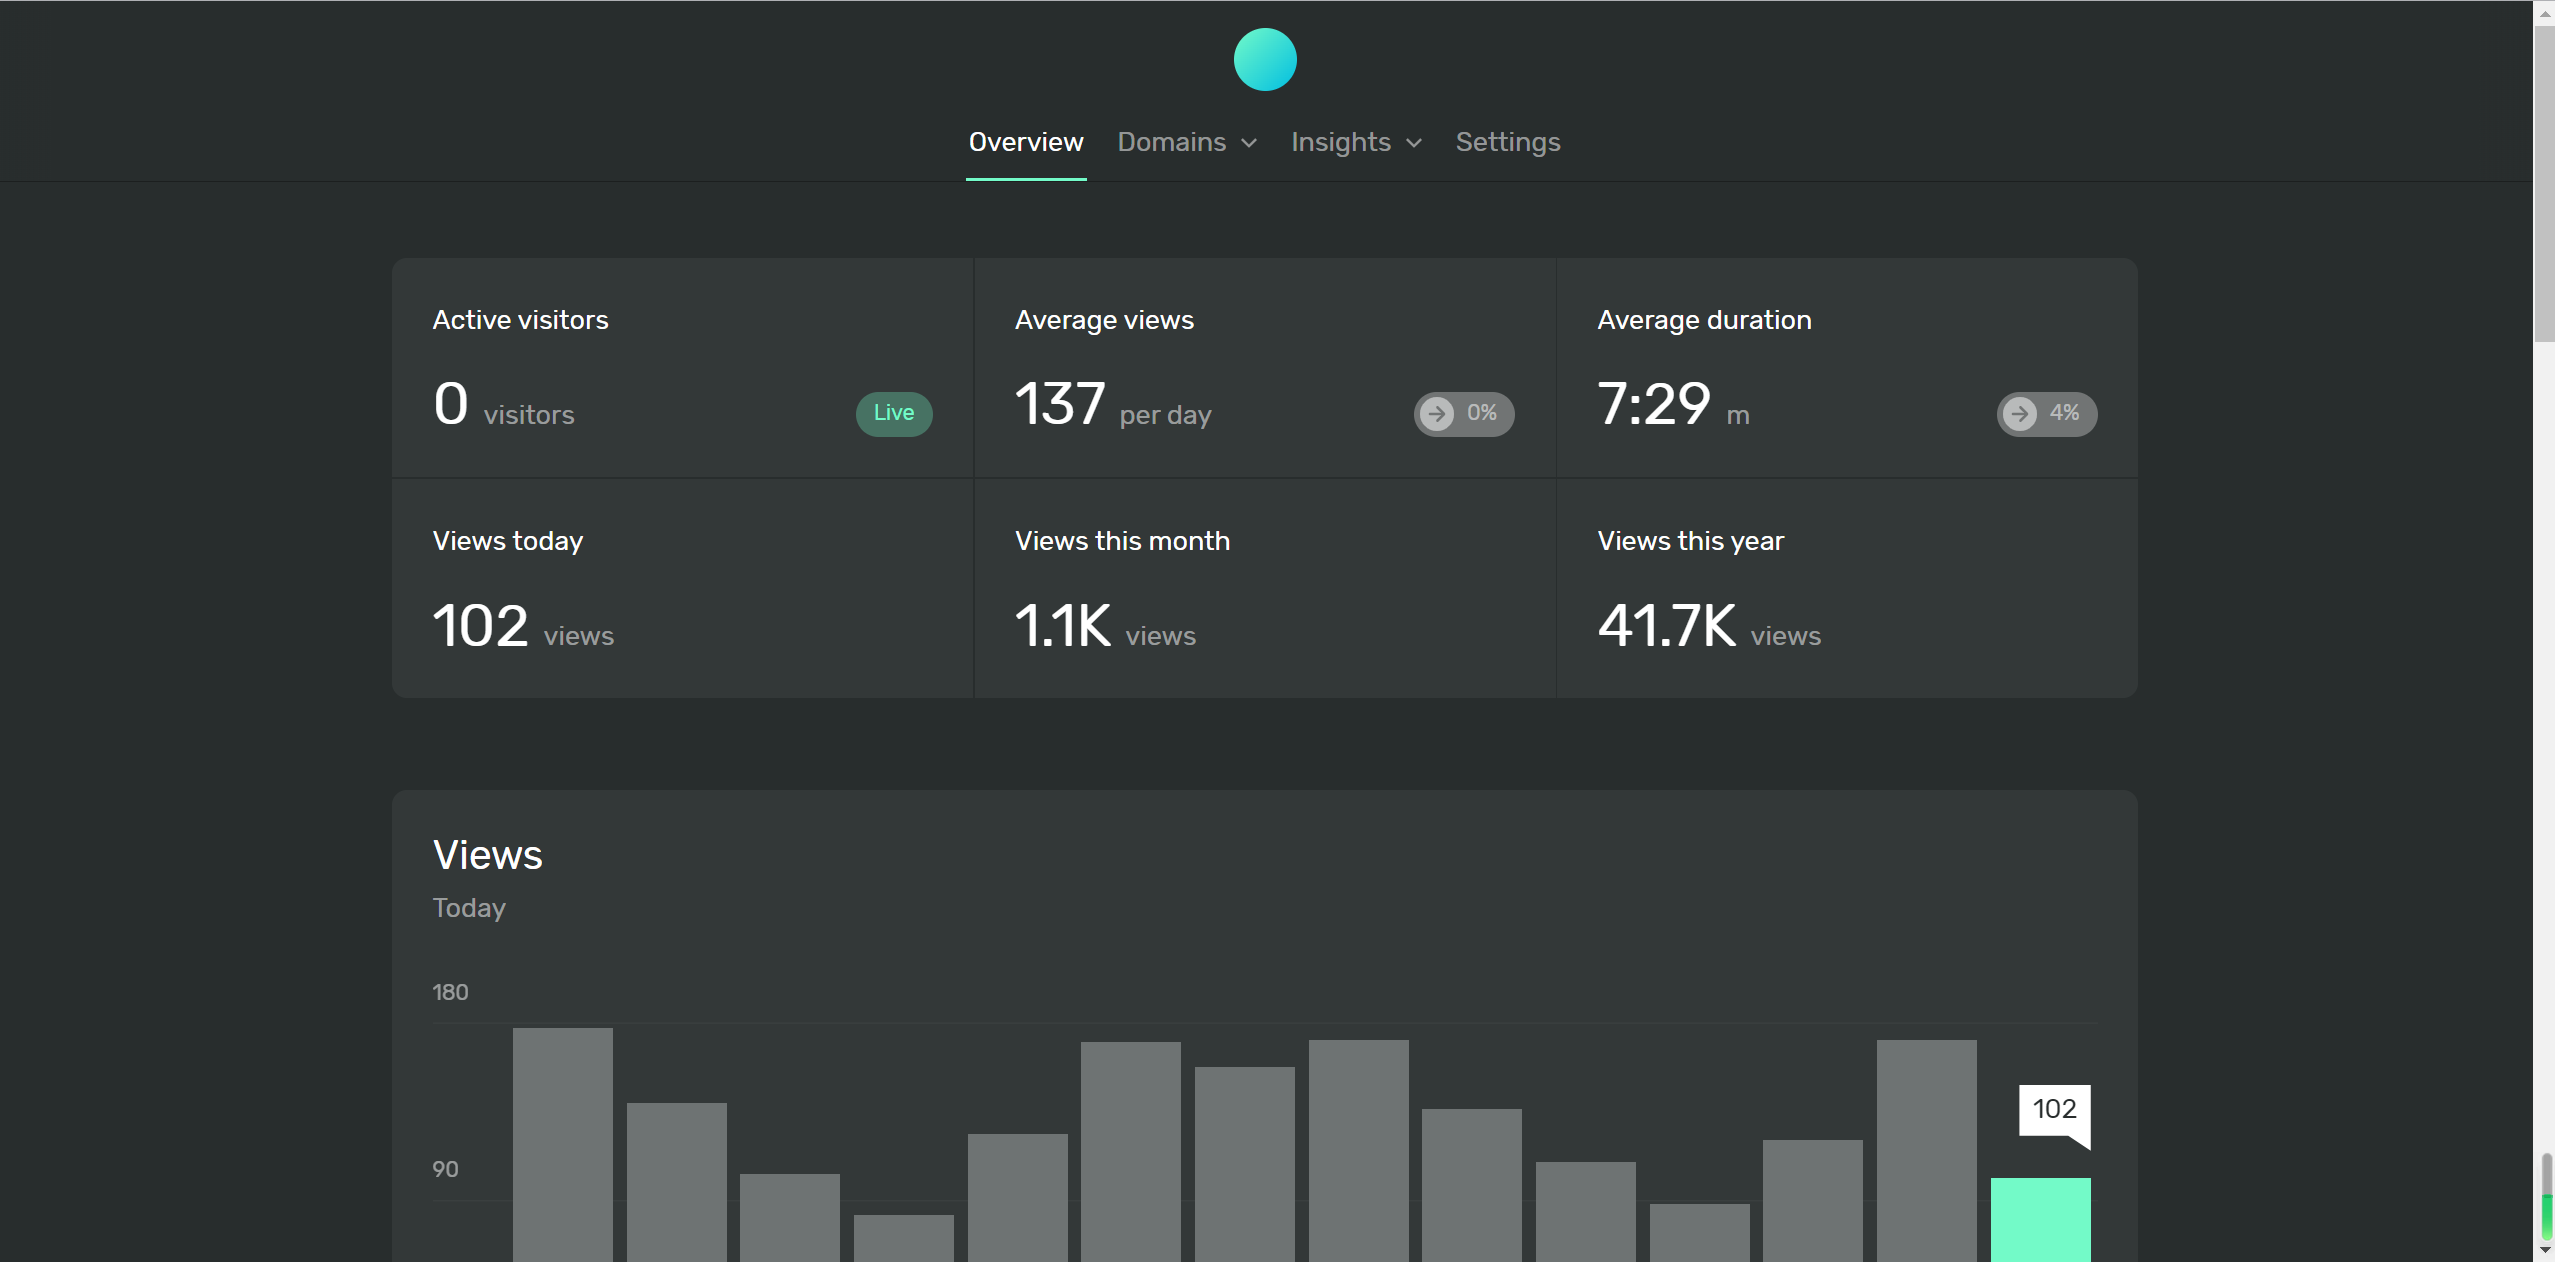 Overview Domains Insights Settings
Active visitors
0 visitors Live
Average views
137 per day 0%
Average duration
7:29 m 4%
Views today
102 views
Views this month
1.1K views
Views this year
41.7K views
Views
Today
180
102
90